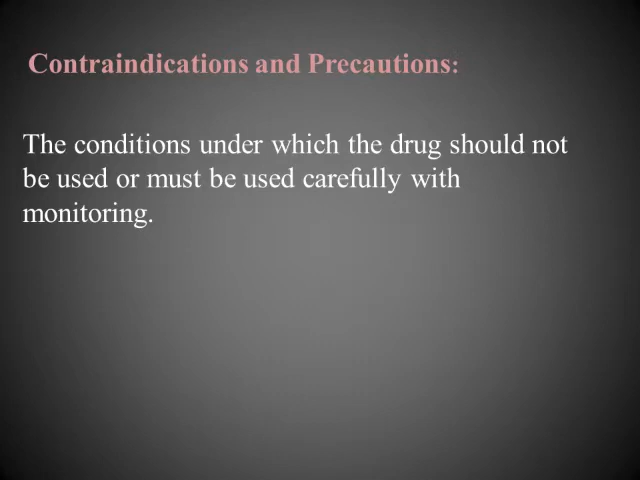 Contraindications and Precautions:
The conditions under which the drug should not
be used or must be used carefully with
monitoring.